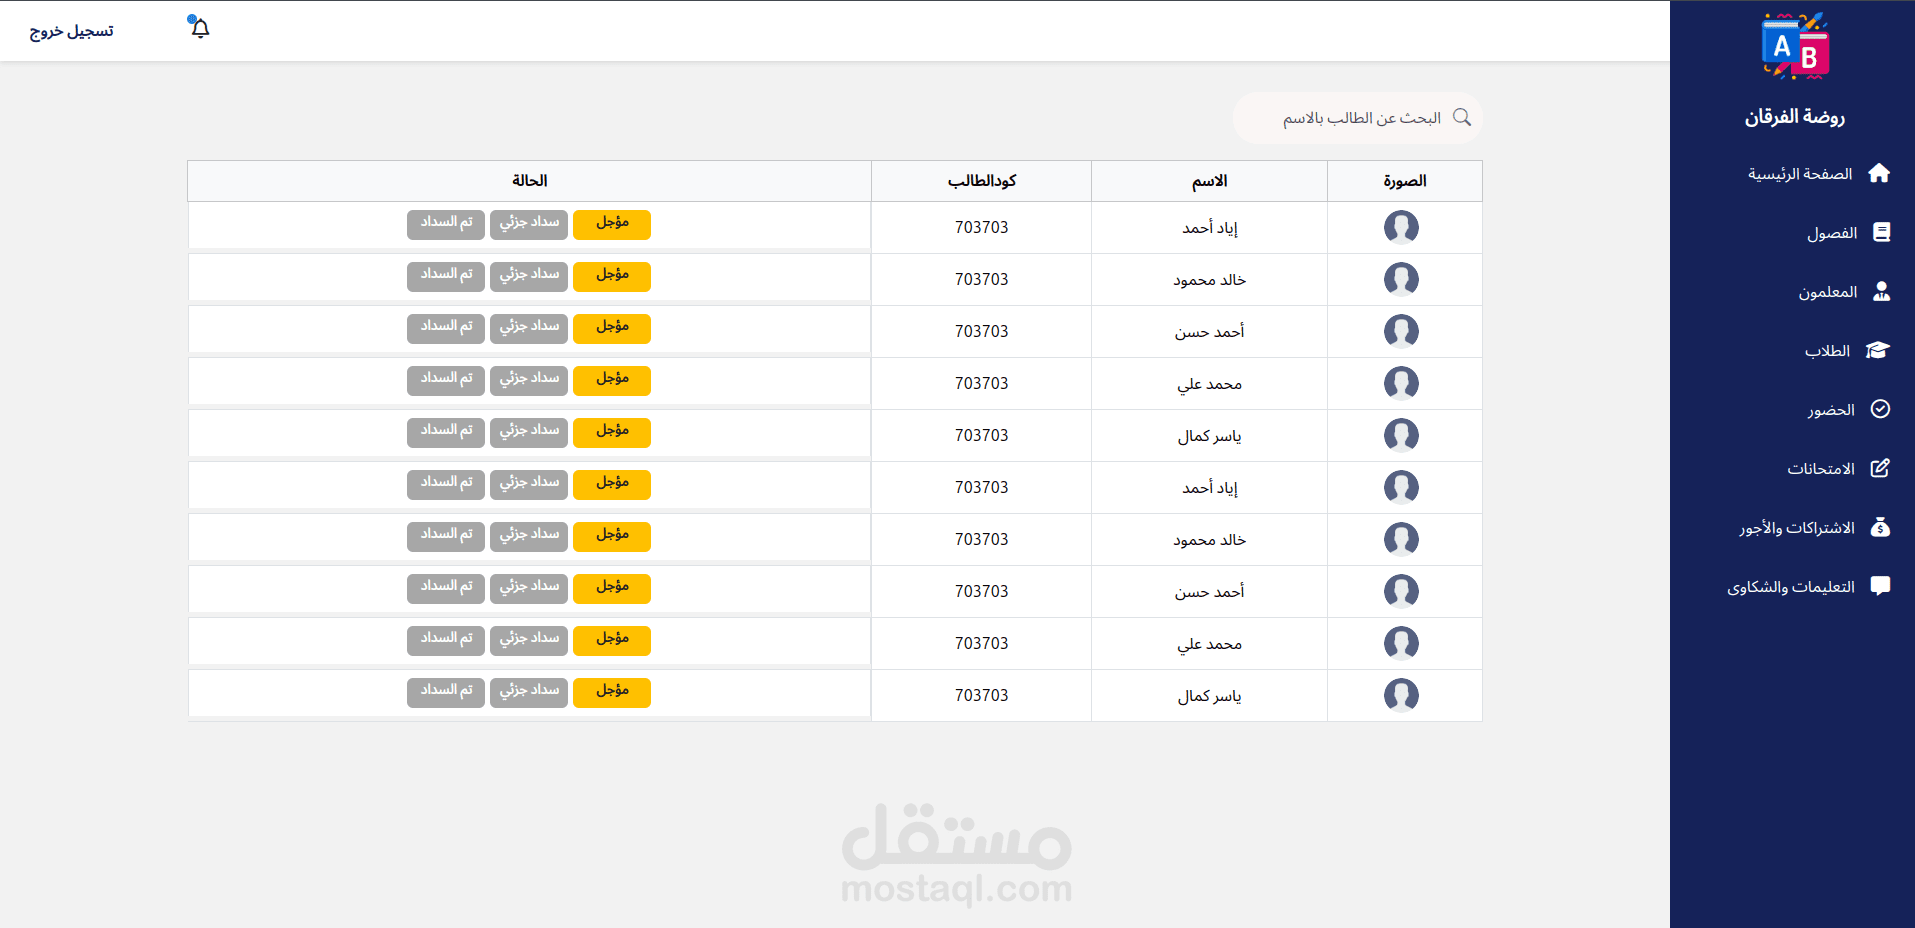 تسجيل خروج
A
B
روضة الفرقان
الصفحة الرئيسية
الفصول
المعلمون
الطلاب
الحضور
الامتحانات
الاشتراكات والأجور
التعليمات والشكاوى
البحث عن الطالب بالاسم
الصورة الاسم كودالطالب الحالة
إياد أحمد 703703 مؤجل سداد جزئي تم السداد
خالد محمود 703703 مؤجل سداد جزئي تم السداد
أحمد حسن 703703 مؤجل سداد جزئي تم السداد
محمد علي 703703 مؤجل سداد جزئي تم السداد
ياسر كمال 703703 مؤجل سداد جزئي تم السداد
إياد أحمد 703703 مؤجل سداد جزئي تم السداد
خالد محمود 703703 مؤجل سداد جزئي تم السداد
أحمد حسن 703703 مؤجل سداد جزئي تم السداد
محمد علي 703703 مؤجل سداد جزئي تم السداد
ياسر كمال 703703 مؤجل سداد جزئي تم السداد
مستقل
mostaql.com